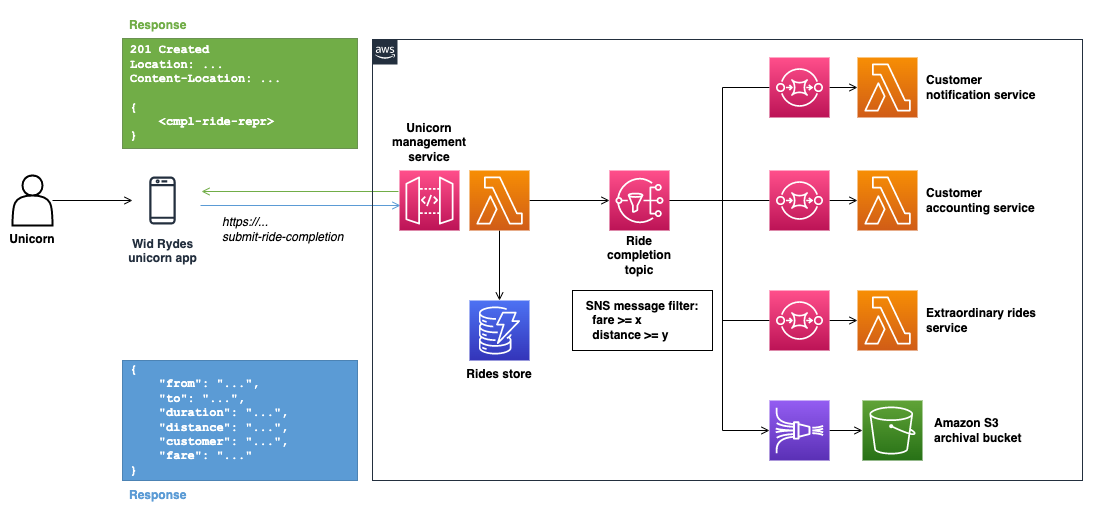 Response
201 Created
Location: ...
Content-Location: ...
{
<cmpl-ride-repr>
}
aws
Unicorn
management
service
Customer
notification service
Customer
accounting service
Unicorn
Wid Rydes
unicorn app
https://...
submit-ride-completion
Ride
completion
topic
SNS message filter:
fare >= x
distance >= y
Extraordinary rides
service
Rides store
Amazon S3
archival bucket
{
"from": "...",
"to": "...",
"duration": "...",
"distance": "...",
"customer": "...",
"fare": "..."
}
Response